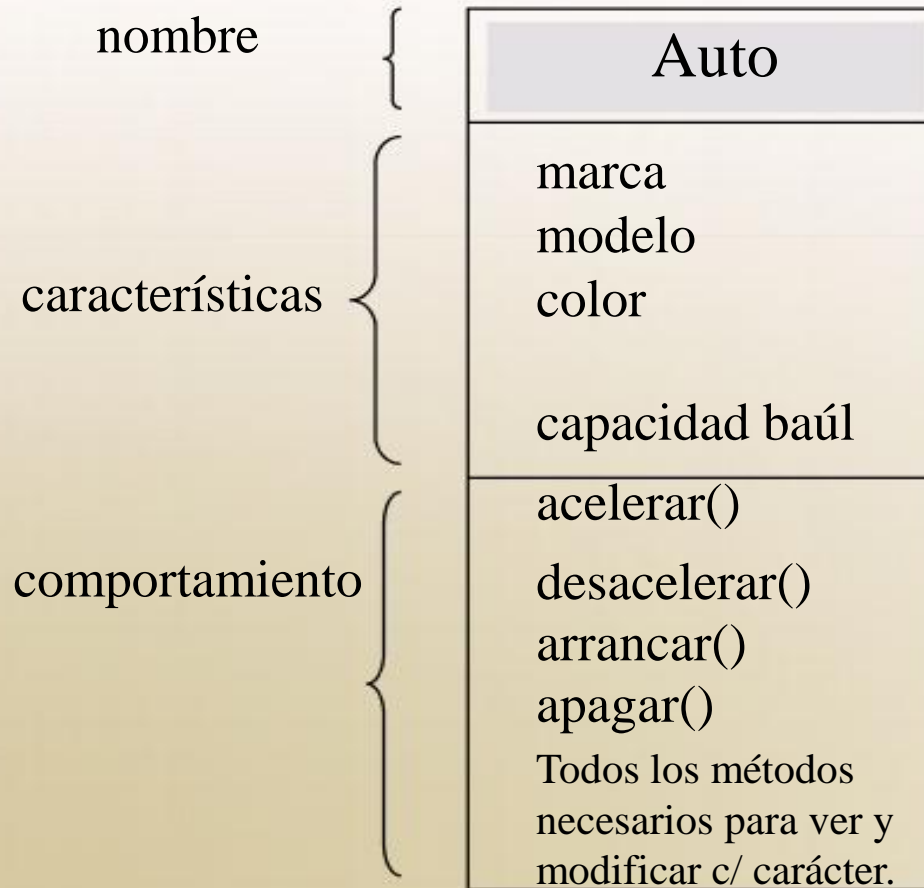 nombre
Auto
características
marca
modelo
color
capacidad baúl
comportamiento
acelerar()
desacelerar()
arrancar()
apagar()
Todos los métodos
necesarios para ver y
modificar c/ carácter.